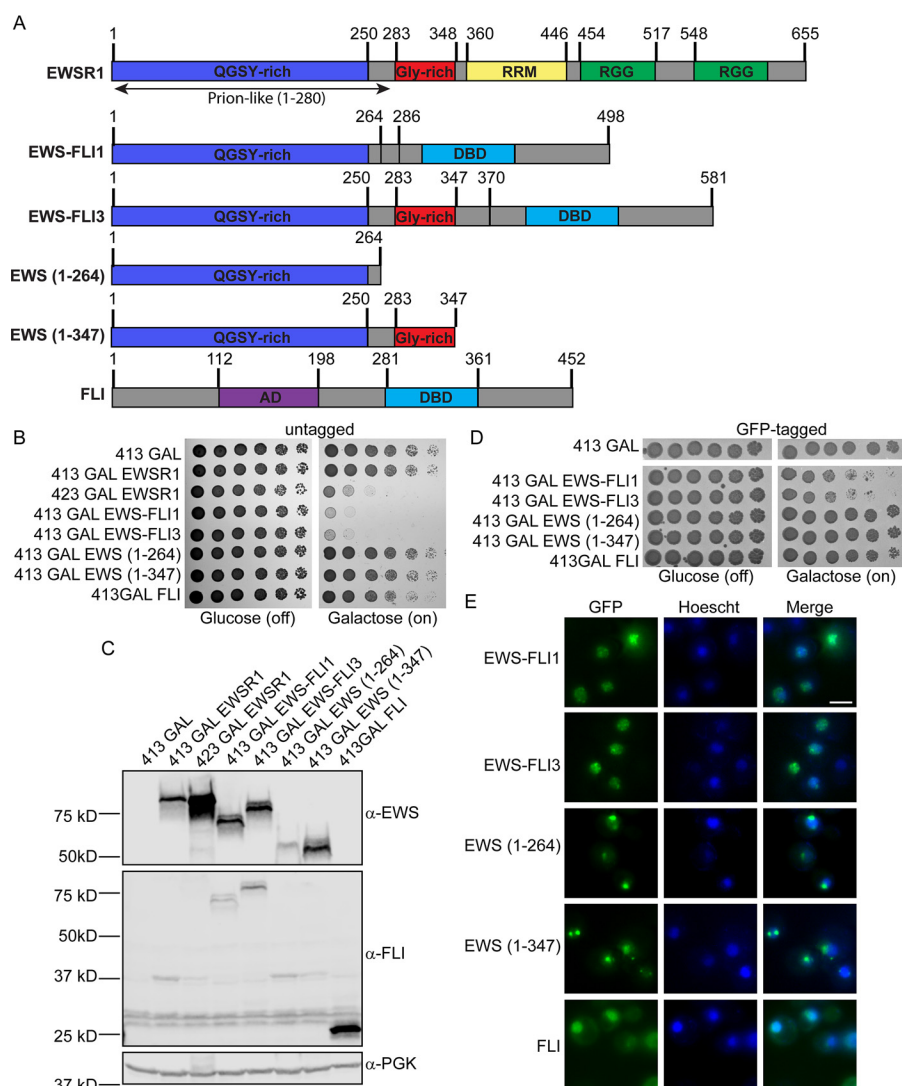 A
1 250 283 348 360 446 454 517 548 655
EWSR1 QGSY-rich Gly-rich RRM RGG RGG
Prion-like (1-280)
1 264 286 498
EWS-FLI1 QGSY-rich DBD
1 250 283 347 370 581
EWS-FLI3 QGSY-rich Gly-rich DBD
1 264
EWS (1-264) QGSY-rich
1 250 283 347
EWS (1-347) QGSY-rich Gly-rich
1 112 198 281 361 452
FLI AD DBD
B
untagged
413 GAL
413 GAL EWSR1
423 GAL EWSR1
413 GAL EWS-FLI1
413 GAL EWS-FLI3
413 GAL EWS (1-264)
413 GAL EWS (1-347)
413GAL FLI
Glucose (off) Galactose (on)
C
413 GAL
413 GAL EWSR1
423 GAL EWSR1
413 GAL EWS-FLI1
413 GAL EWS-FLI3
413 GAL EWS (1-264)
413 GAL EWS (1-347)
413GAL FLI
75 kD
50kD
α-EWS
75 kD
50kD
37 kD
25 kD
α-FLI
α-PGK
37 kD
D
GFP-tagged
413 GAL
413 GAL EWS-FLI1
413 GAL EWS-FLI3
413 GAL EWS (1-264)
413 GAL EWS (1-347)
413GAL FLI
Glucose (off) Galactose (on)
E
GFP Hoescht Merge
EWS-FLI1
EWS-FLI3
EWS (1-264)
EWS (1-347)
FLI